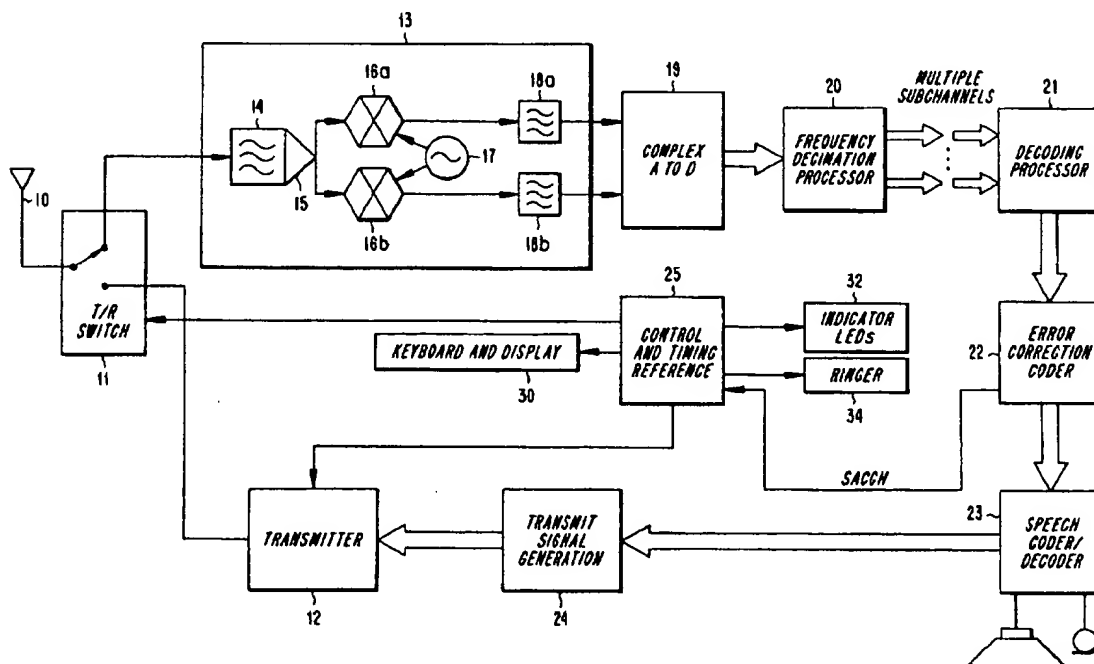 13
16a
18a
19
20
MULTIPLE
SUBCHANNELS
21
14
17
15
COMPLEX
A TO D
FREQUENCY
DECIMATION
PROCESSOR
DECODING
PROCESSOR
10
16b
18b
T/R
SWITCH
11
25
32
CONTROL
AND TIMING
REFERENCE
INDICATOR
LEDs
KEYBOARD AND DISPLAY
30
RINGER
34
22
ERROR
CORRECTION
CODER
SACCH
23
TRANSMITTER
12
TRANSMIT
SIGNAL
GENERATION
24
SPEECH
CODER/
DECODER